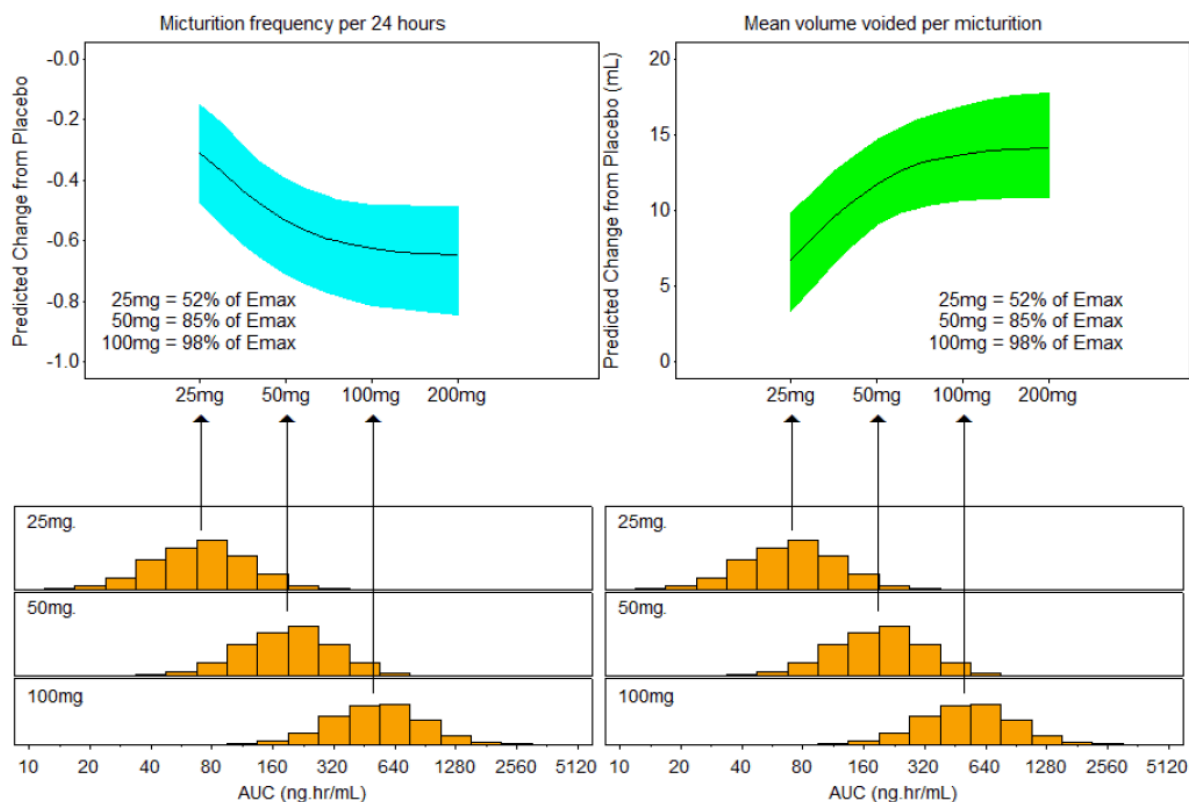 Micturition frequency per 24 hours
Predicted Change from Placebo
-0.0
-0.2
-0.4
-0.6
-0.8
-1.0
25mg = 52% of Emax
50mg = 85% of Emax
100mg = 98% of Emax
25mg 50mg 100mg 200mg
25mg.
50mg.
100mg
10 20 40 80 160 320 640 1280 2560 5120
AUC (ng.hr/mL)
Mean volume voided per micturition
Predicted Change from Placebo (mL)
20
15
10
5
0
25mg = 52% of Emax
50mg = 85% of Emax
100mg = 98% of Emax
25mg 50mg 100mg 200mg
25mg.
50mg.
100mg
10 20 40 80 160 320 640 1280 2560 5120
AUC (ng.hr/mL)